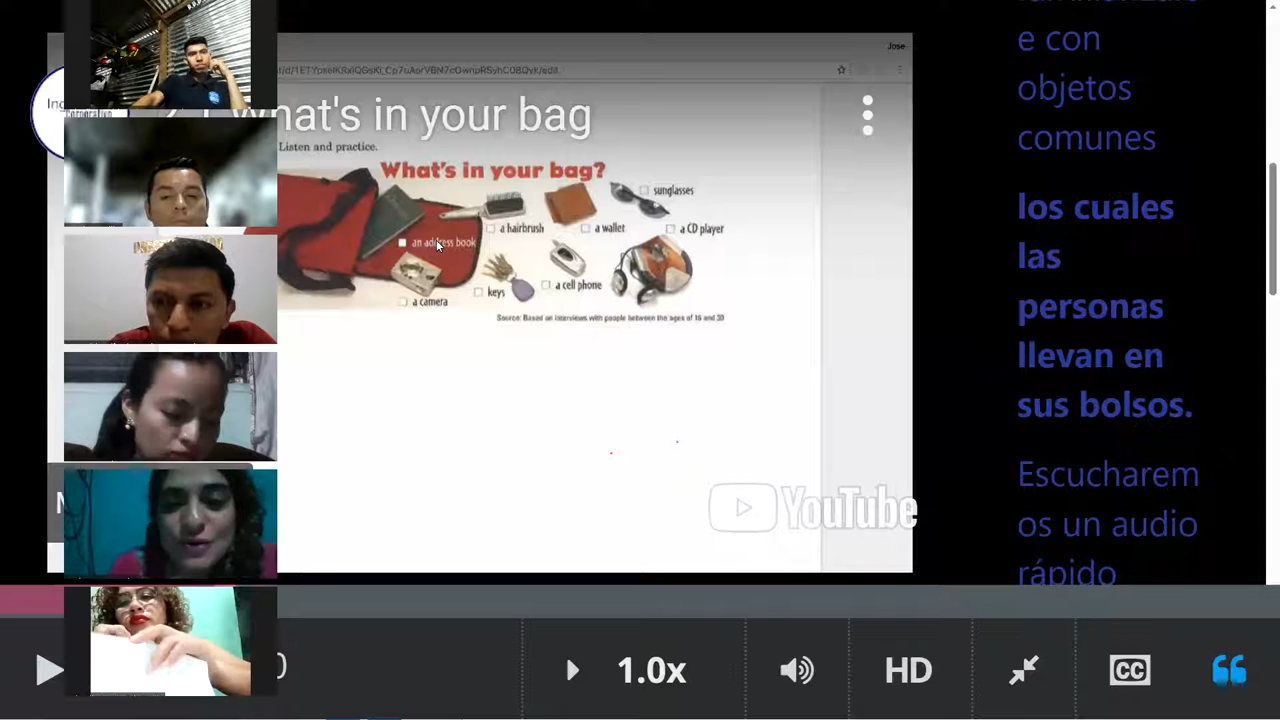 Jose
hat's in your bag
Listen and practice.
What's in your bag?
sunglasses
a hairbrush
a wallet
a CD player
an address book
keys
a cell phone
a camera
Source: Based on interviews with people between the ages of 16 and 30
YouTube
e con
objetos
comunes
los cuales
las
personas
llevan en
sus bolsos.
Escucharem
os un audio
rápido
1.0x
HD
CC